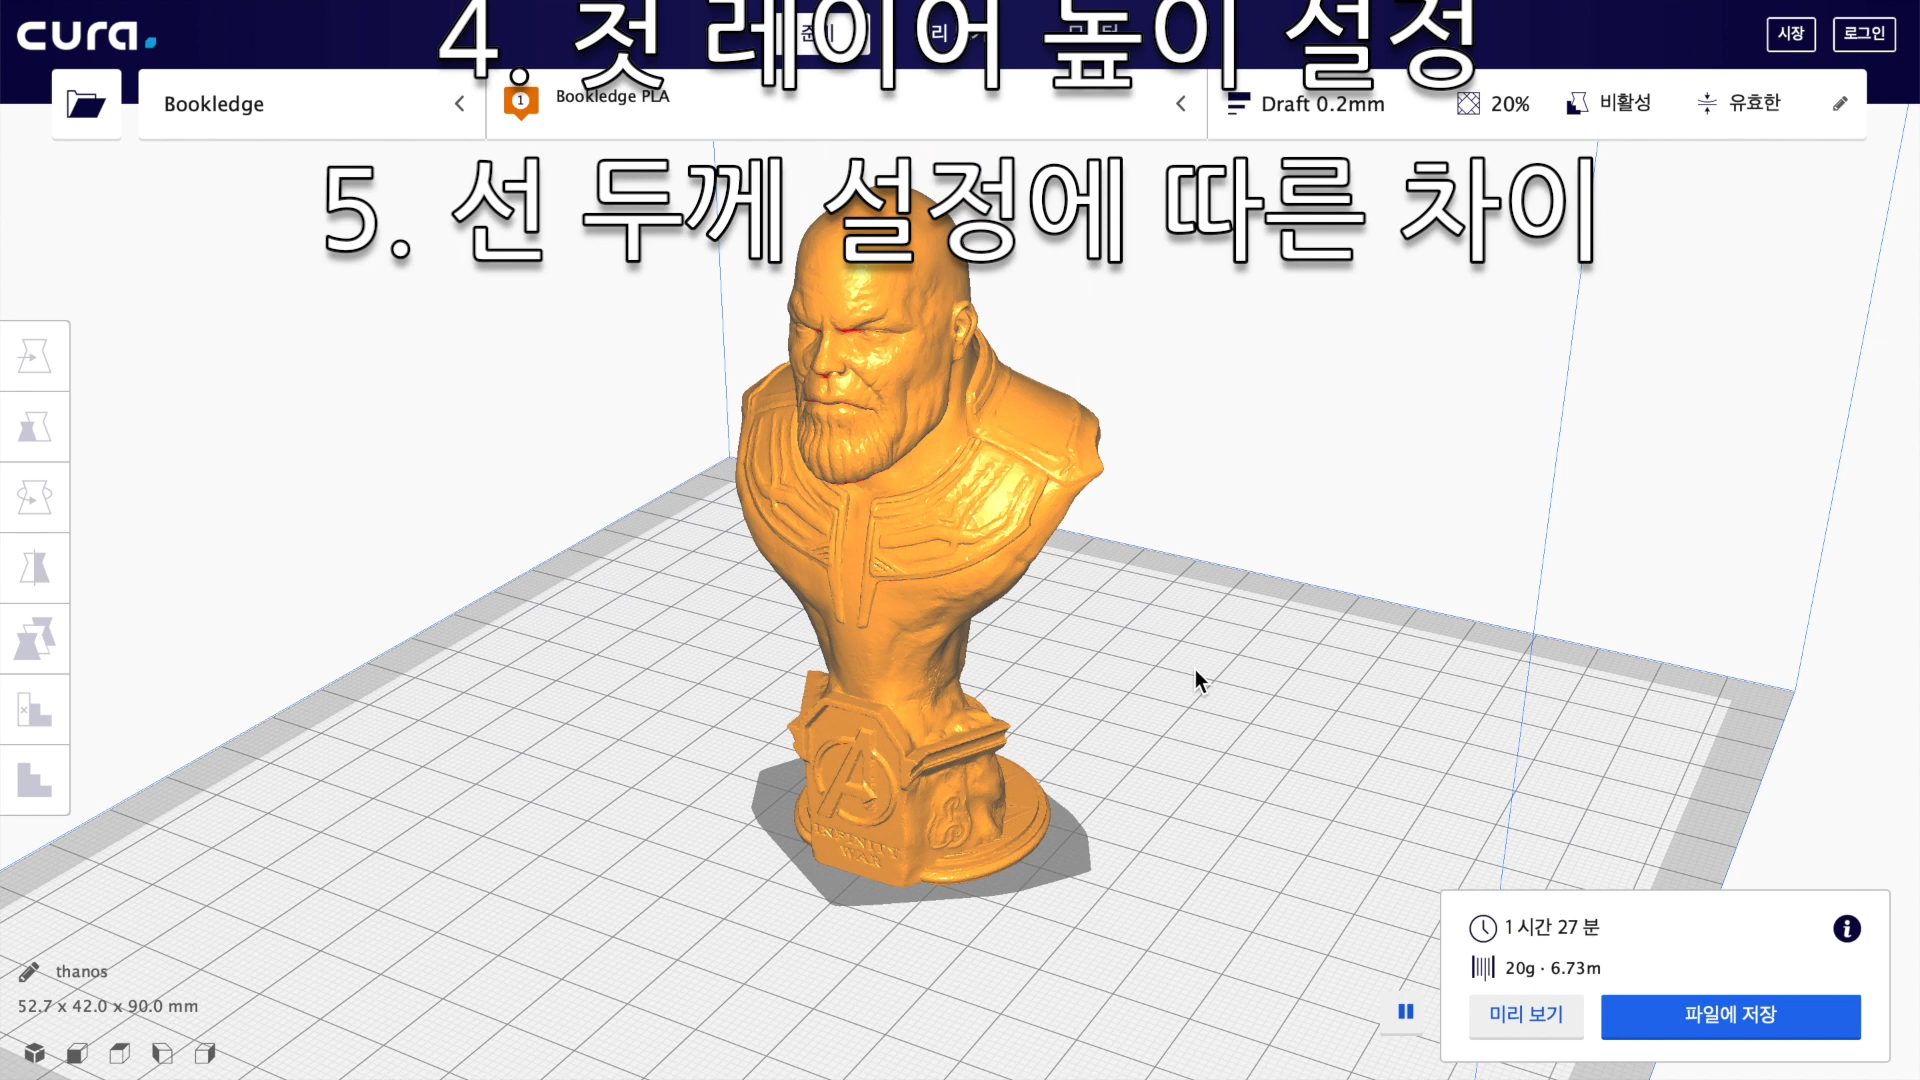 4. 첫 레이어 높이 설정
cura.
시장
로그인
Bookledge
1
Bookledge PLA
Draft 0.2mm
20%
비활성
유효한
5. 선 두께 설정에 따른 차이
INFINITY
WAR
1 시간 27 분
20g · 6.73m
미리 보기
파일에 저장
thanos
52.7 x 42.0 x 90.0 mm